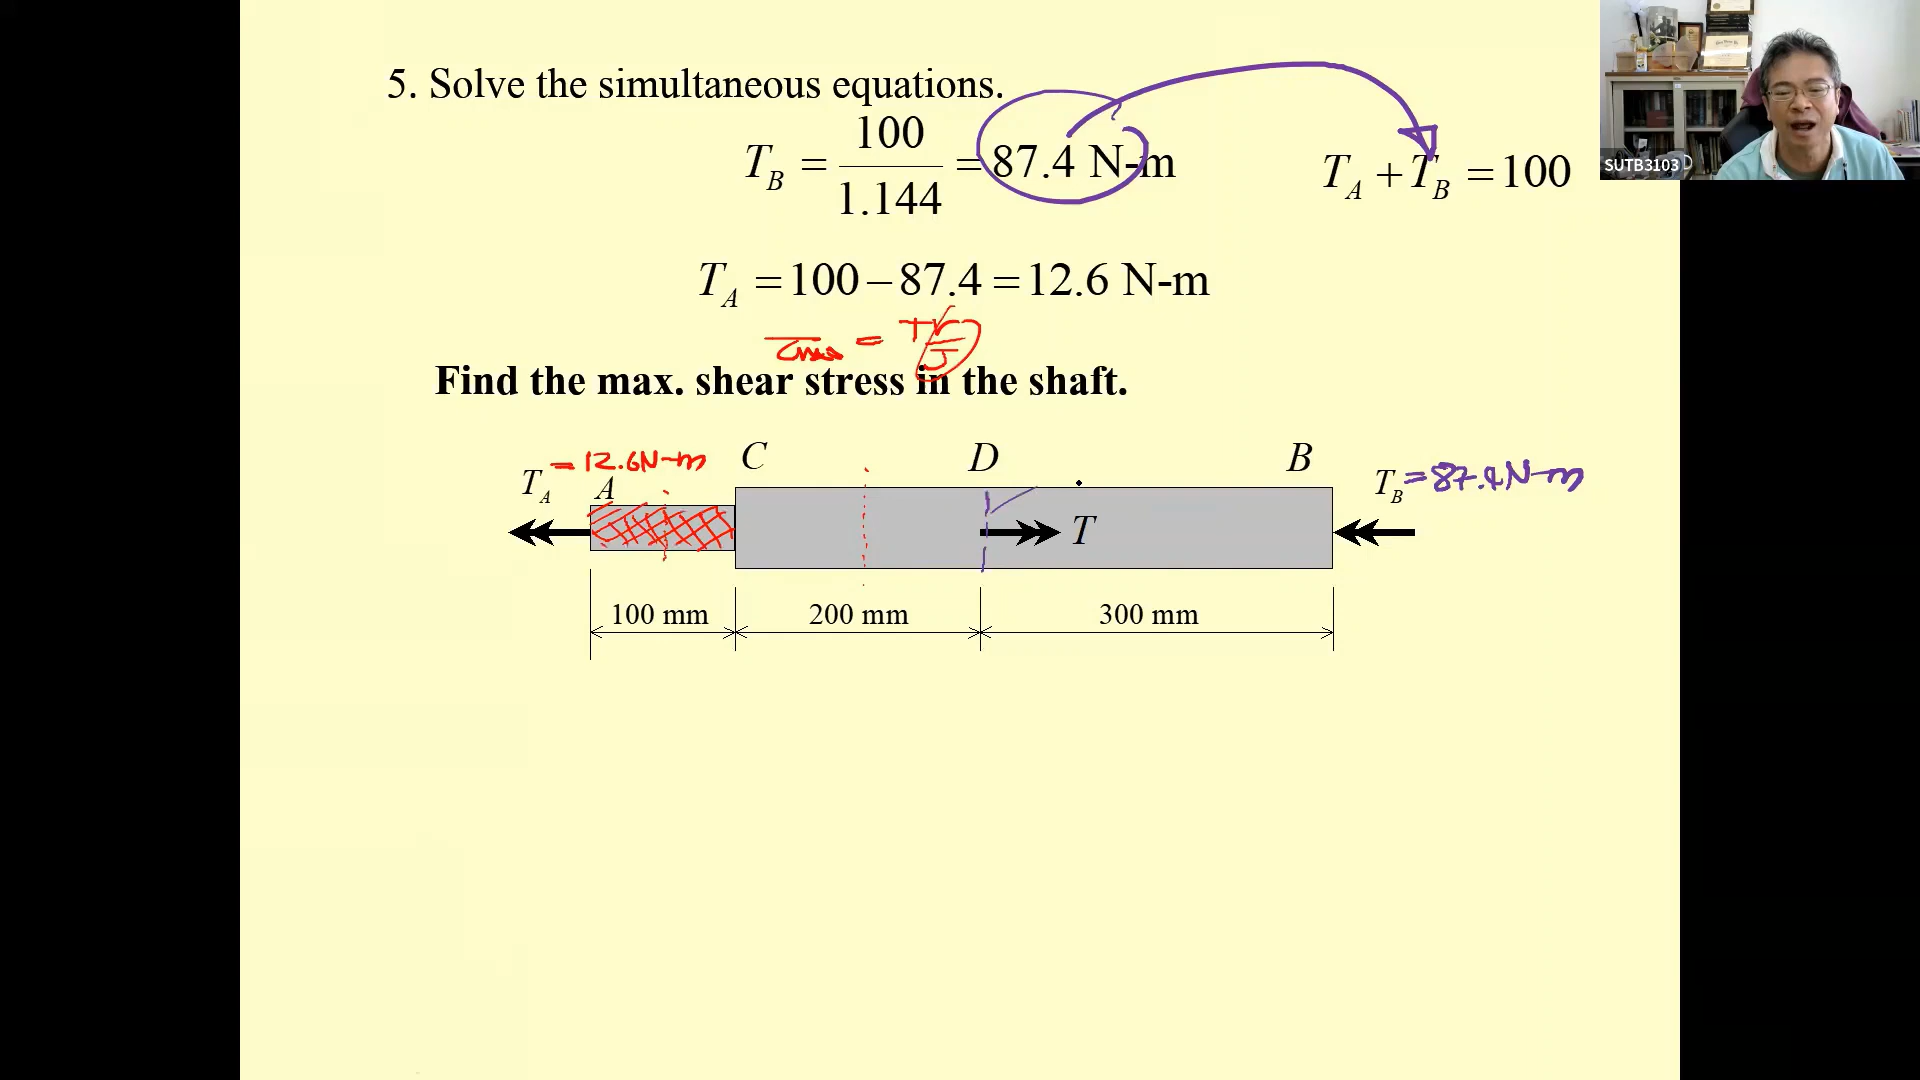 5. Solve the simultaneous equations.
T_B = 100/1.144 = 87.4 N-m
T_A + T_B = 100
SUTB3103
T_A = 100 − 87.4 = 12.6 N-m
τmax = Tr/J
Find the max. shear stress in the shaft.
T_A = 12.6N-m
A
C
D
B
T_B = 87.4N-m
T
100 mm
200 mm
300 mm